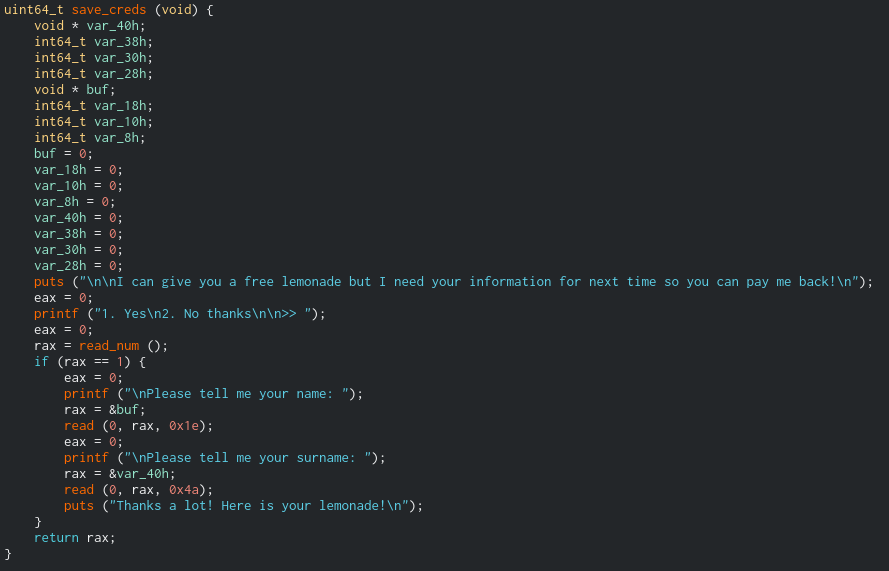 uint64_t save_creds (void) {
    void * var_40h;
    int64_t var_38h;
    int64_t var_30h;
    int64_t var_28h;
    void * buf;
    int64_t var_18h;
    int64_t var_10h;
    int64_t var_8h;
    buf = 0;
    var_18h = 0;
    var_10h = 0;
    var_8h = 0;
    var_40h = 0;
    var_38h = 0;
    var_30h = 0;
    var_28h = 0;
    puts ("\n\nI can give you a free lemonade but I need your information for next time so you can pay me back!\n");
    eax = 0;
    printf ("1. Yes\n2. No thanks\n\n>> ");
    eax = 0;
    rax = read_num ();
    if (rax == 1) {
        eax = 0;
        printf ("\nPlease tell me your name: ");
        rax = &buf;
        read (0, rax, 0x1e);
        eax = 0;
        printf ("\nPlease tell me your surname: ");
        rax = &var_40h;
        read (0, rax, 0x4a);
        puts ("Thanks a lot! Here is your lemonade!\n");
    }
    return rax;
}